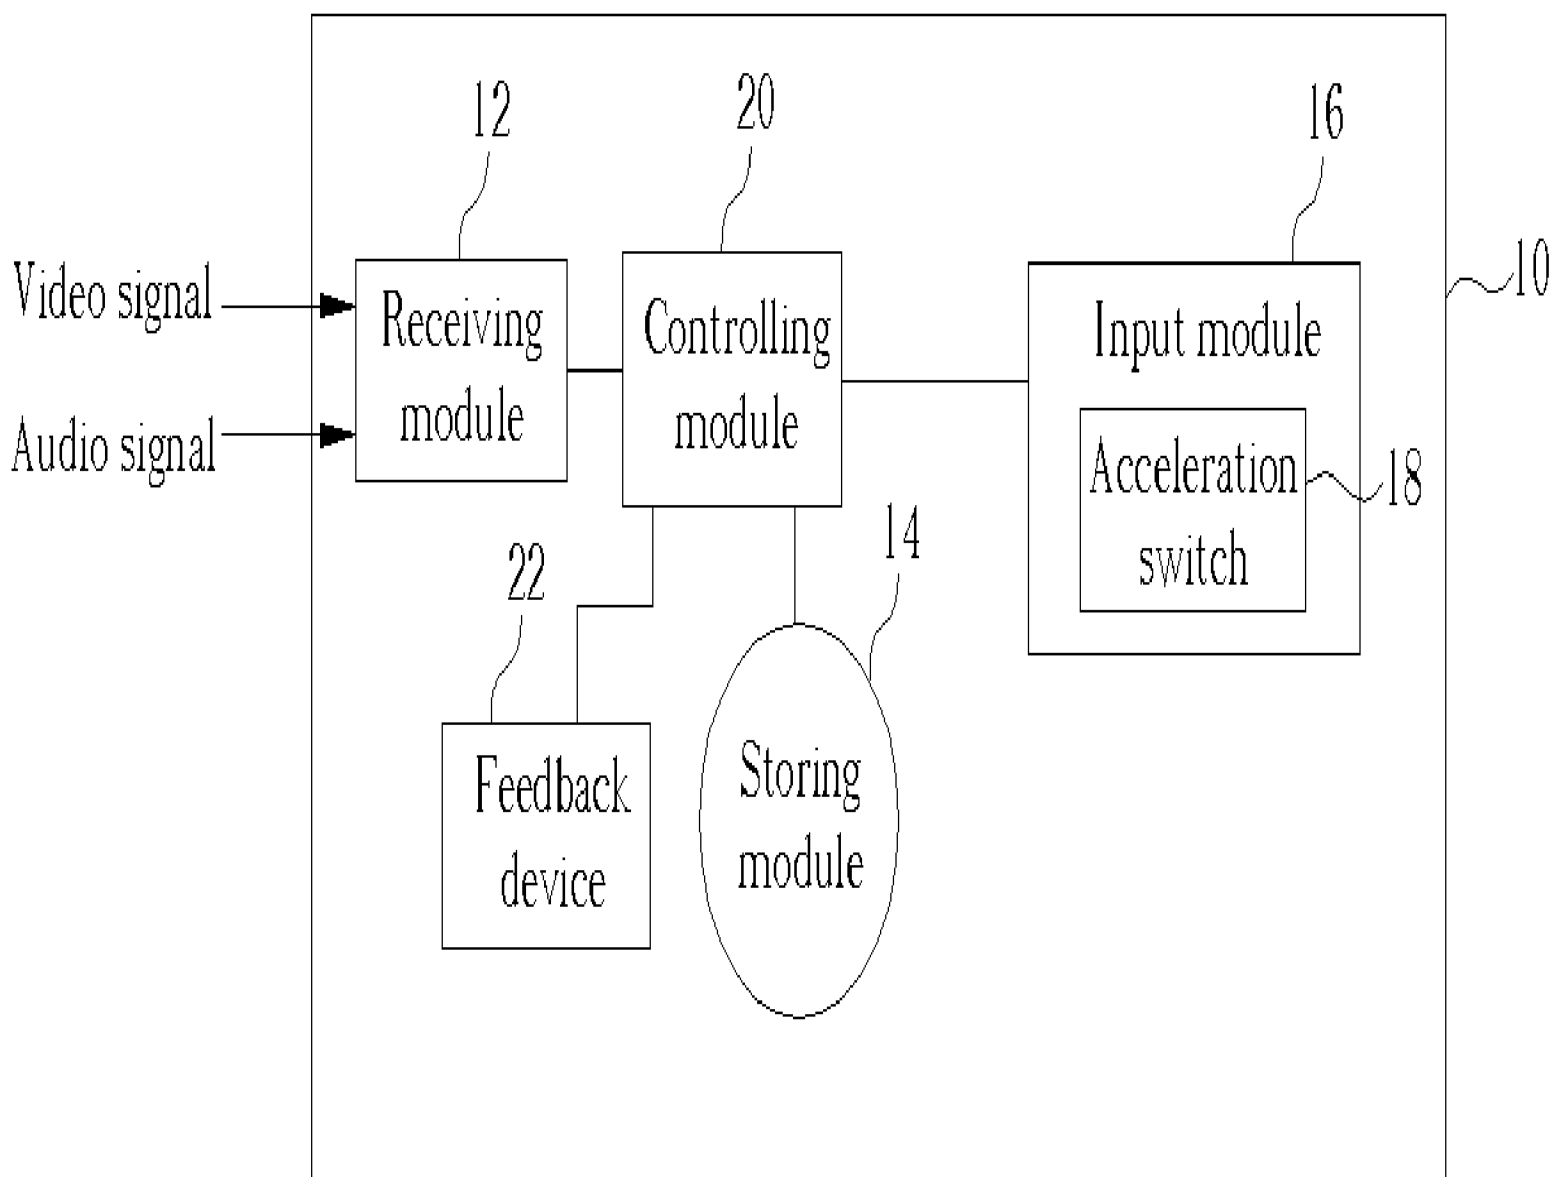 12
20
16
10
Video signal
Audio signal
Receiving
module
Controlling
module
Input module
Acceleration
switch
18
22
14
Feedback
device
Storing
module